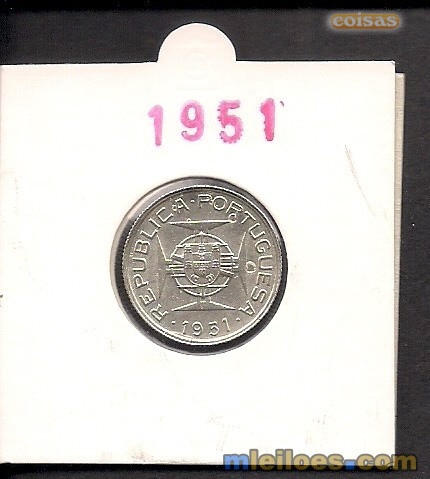 coisas
1951
REPUBLICA·PORTUGUESA
·1951·
mleiloes.com